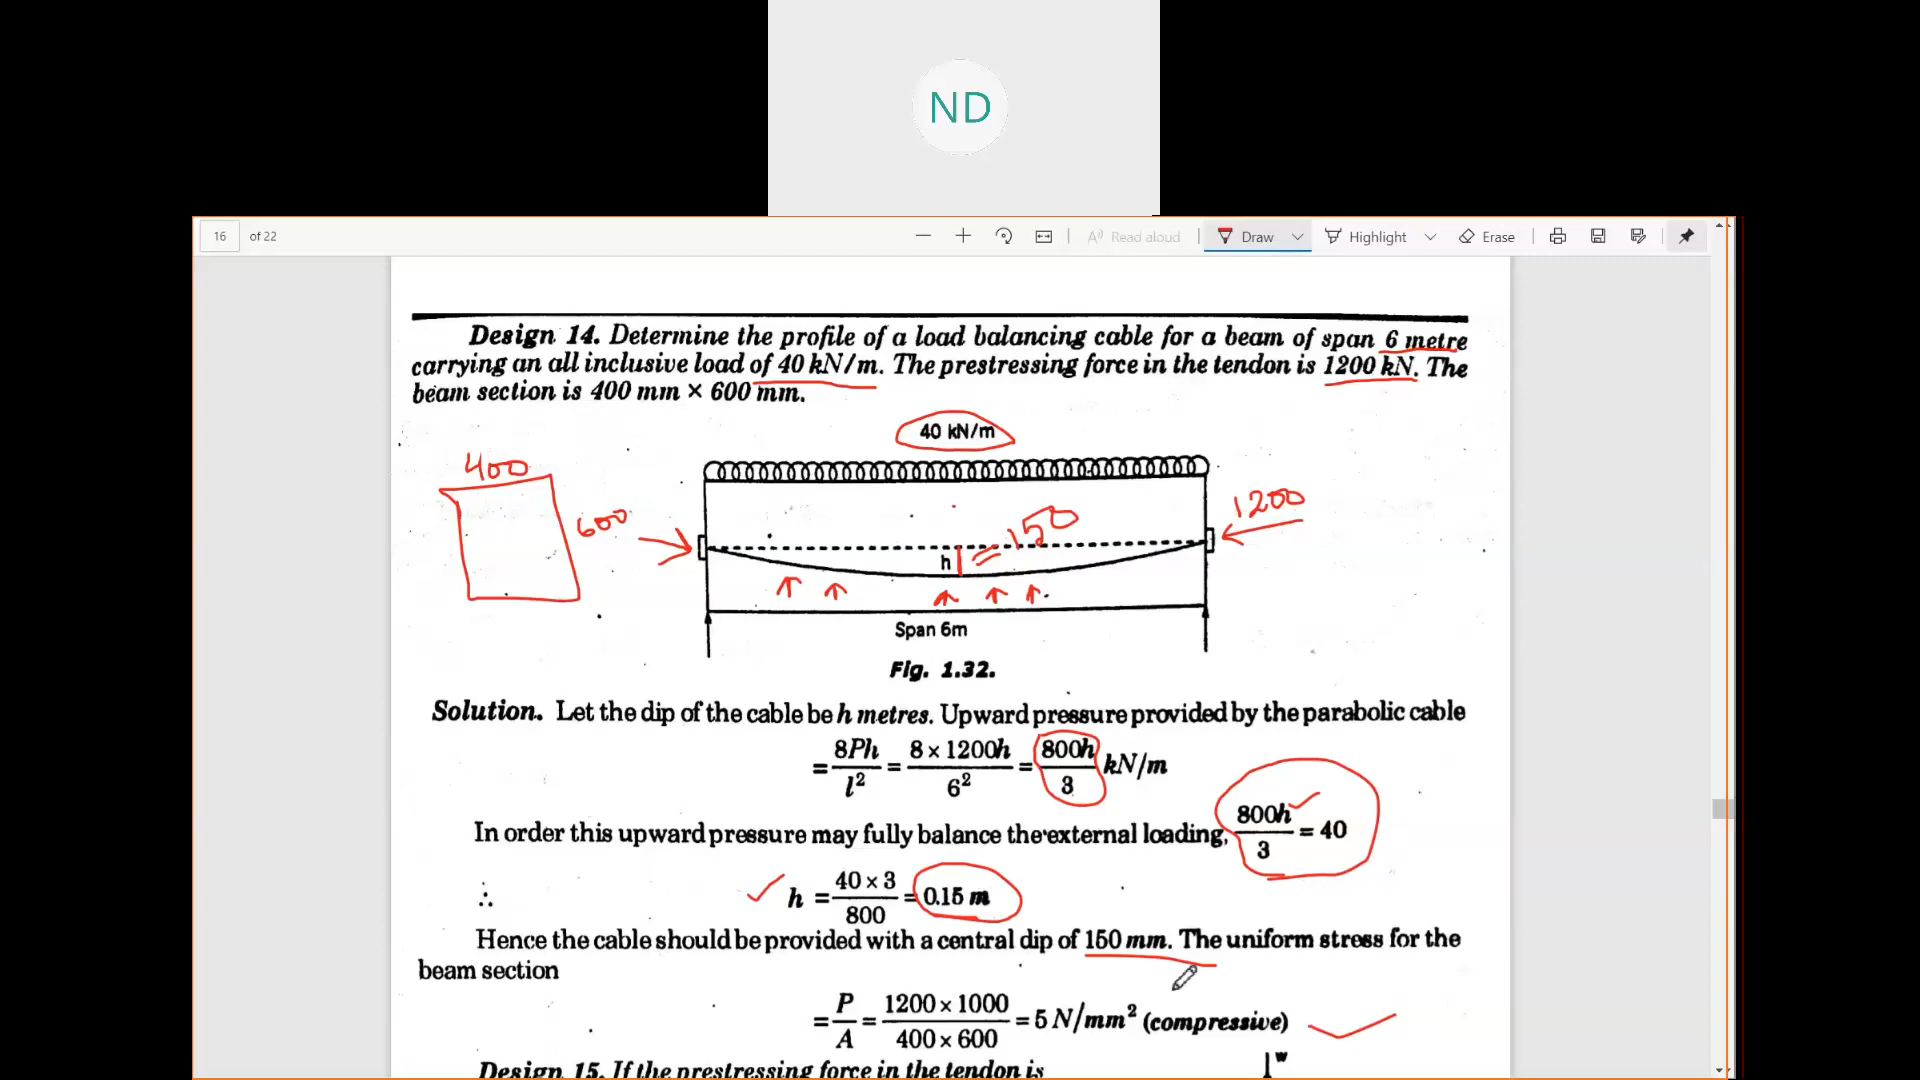 ND
16 of 22
Read aloud
Draw
Highlight
Erase
Design 14. Determine the profile of a load balancing cable for a beam of span 6 metre
carrying an all inclusive load of 40 kN/m. The prestressing force in the tendon is 1200 kN. The
beam section is 400 mm × 600 mm.
40 kN/m
400
600
1200
h = 150
Span 6m
Fig. 1.32.
Solution. Let the dip of the cable be h metres. Upward pressure provided by the parabolic cable
= 8Ph / l² = 8 × 1200h / 6² = 800h / 3 kN/m
In order this upward pressure may fully balance the external loading, 800h / 3 = 40
∴ h = 40 × 3 / 800 = 0.15 m
Hence the cable should be provided with a central dip of 150 mm. The uniform stress for the
beam section
= P / A = 1200 × 1000 / 400 × 600 = 5 N/mm² (compressive)
Design 15. If the prestressing force in the tendon is
w